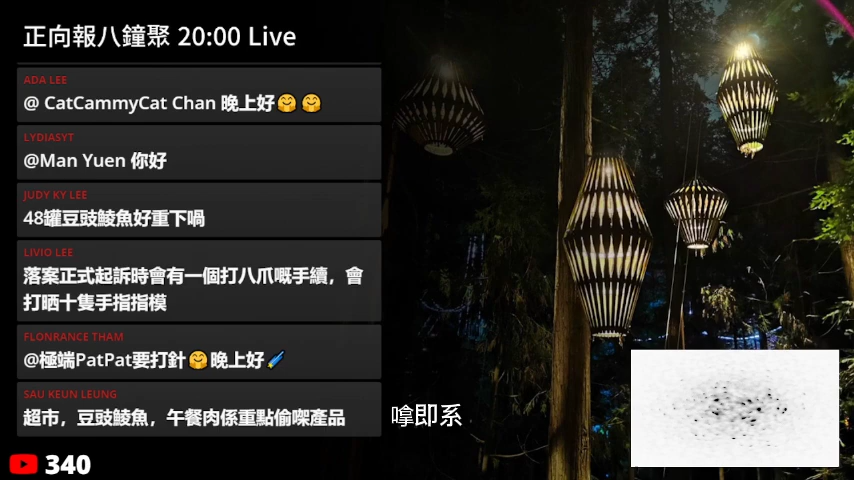 正向報八鐘聚 20:00 Live
ADA LEE
@ CatCammyCat Chan 晚上好🤗 🤗
LYDIASYT
@Man Yuen 你好
JUDY KY LEE
48罐豆豉鯪魚好重下喎
LIVIO LEE
落案正式起訴時會有一個打八爪嘅手續，會
打晒十隻手指指模
FLONRANCE THAM
@極端PatPat要打針🤗晚上好
SAU KEUN LEUNG
超市，豆豉鯪魚，午餐肉係重點偷㗎產品
嗱即系
340